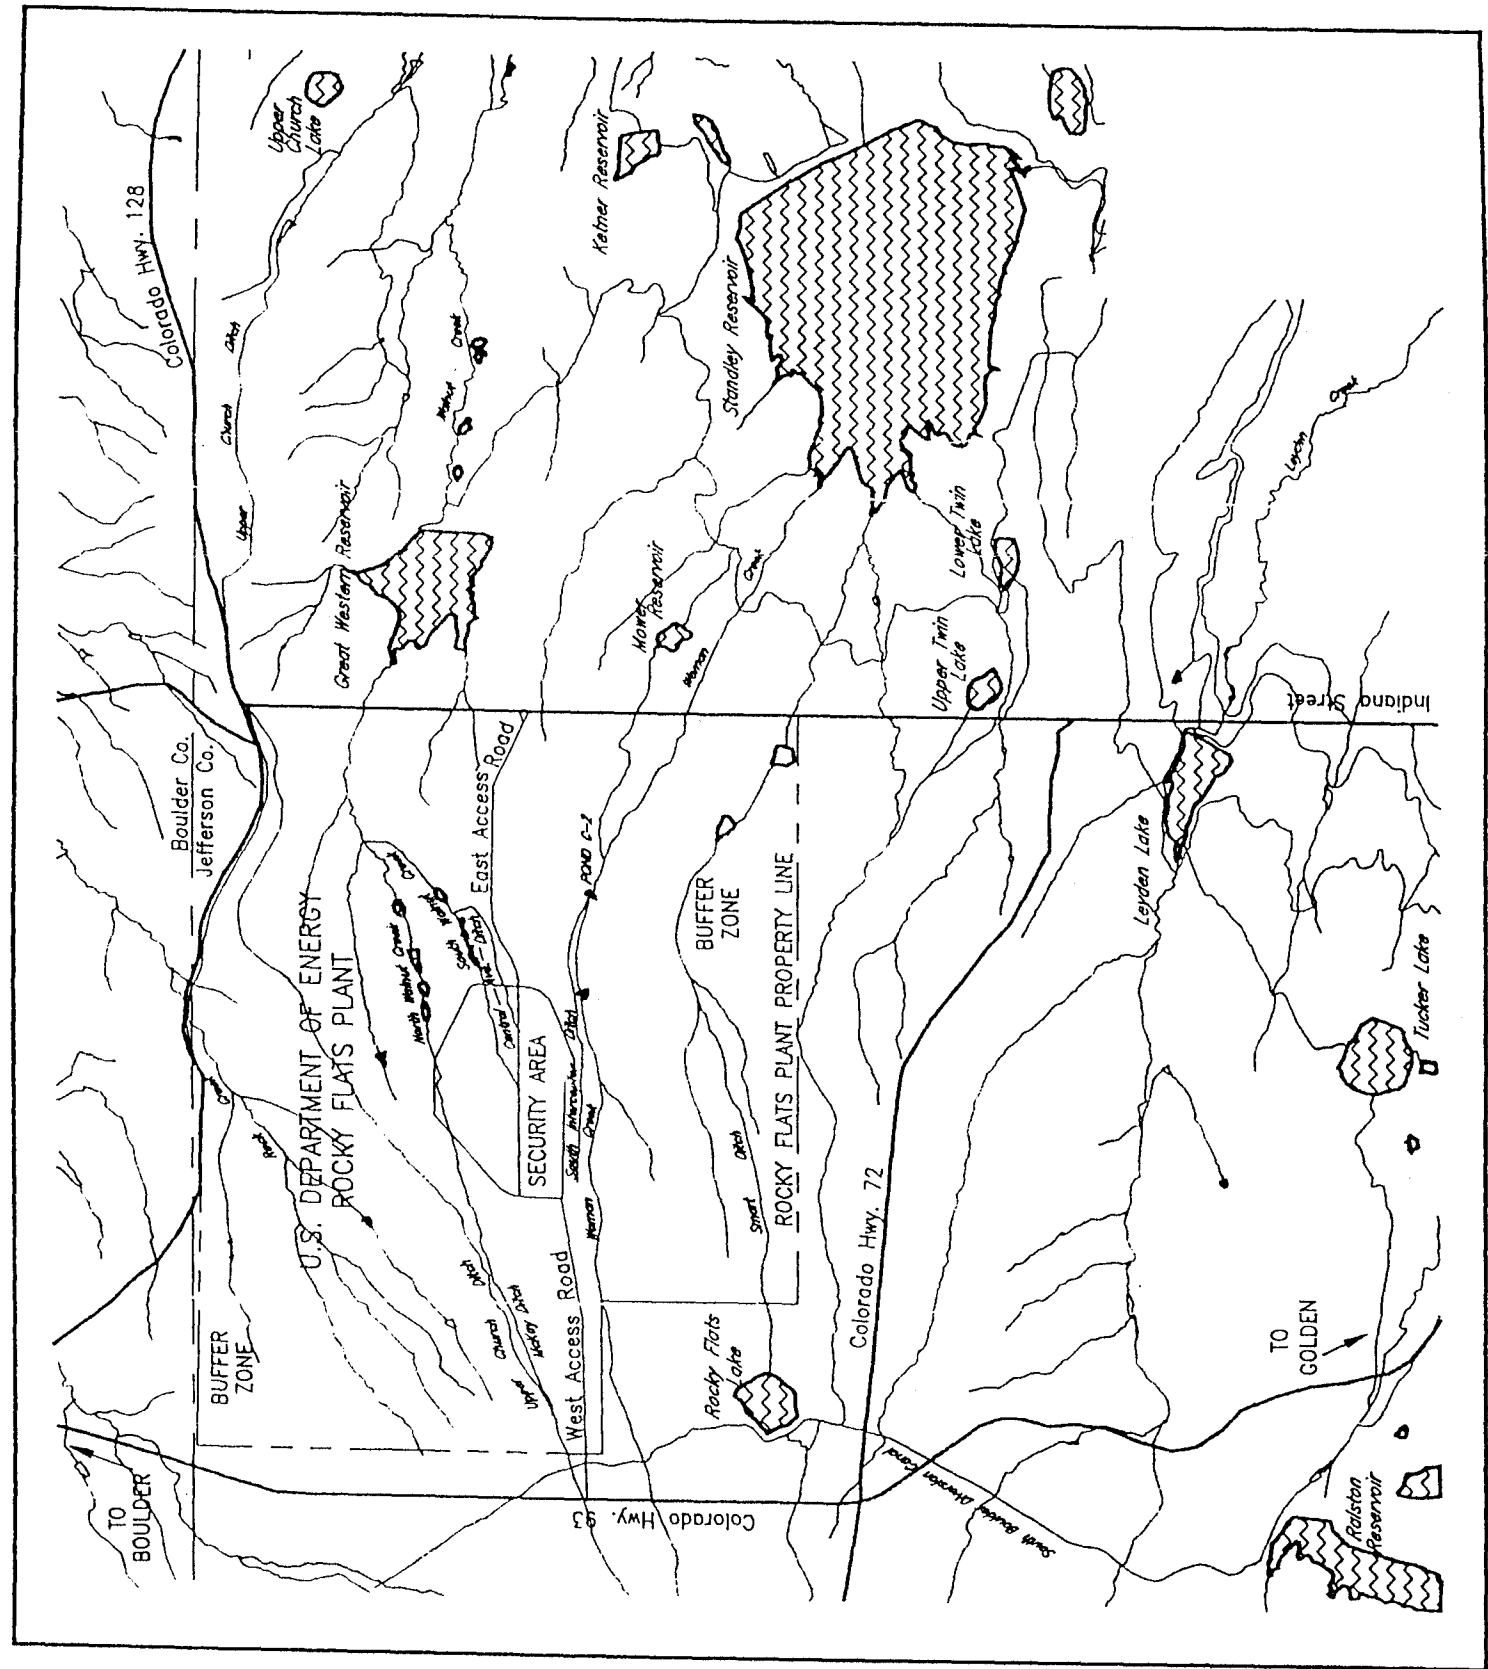 TO
BOULDER
Colorado Hwy. 93
BUFFER
ZONE
Rock
Creek
Boulder Co.
Jefferson Co.
Colorado Hwy. 128
Upper
Church
Ditch
Upper
Church
Lake
U.S. DEPARTMENT OF ENERGY
ROCKY FLATS PLANT
Great Western Reservoir
Walnut
Creek
North Walnut Creek
South Walnut
Creek
Central Ave. Ditch
East Access
Road
SECURITY AREA
Upper
Church
Ditch
McKay Ditch
West Access Road
South Interceptor Ditch
Woman
Creek
POND C-2
Mower
Reservoir
Woman
Creek
Ketner Reservoir
Standley Reservoir
BUFFER
ZONE
Smart
Ditch
ROCKY FLATS PLANT PROPERTY LINE
Rocky Flats
Lake
Colorado Hwy. 72
South Boulder Diversion Canal
Upper Twin
Lake
Lower Twin
Lake
Indiana Street
Leyden Lake
Leyden
Creek
Tucker Lake
TO
GOLDEN
Ralston
Reservoir